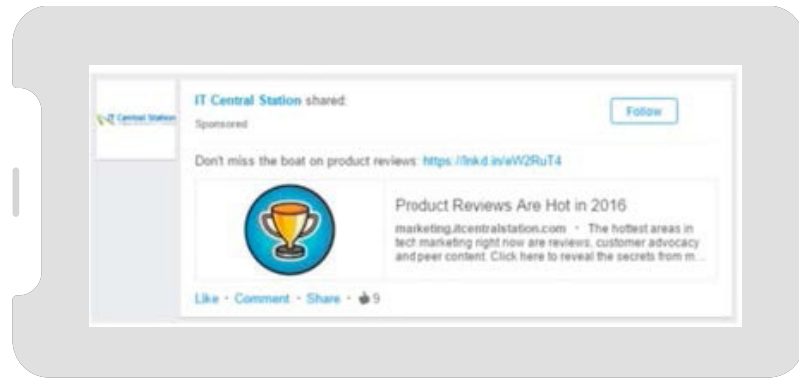 IT Central Station
IT Central Station shared:
Follow
Sponsored
Don't miss the boat on product reviews: https://lnkd.in/eW2RuT4
Product Reviews Are Hot in 2016
marketing.itcentralstation.com • The hottest areas in
tech marketing right now are reviews, customer advocacy
and peer content. Click here to reveal the secrets from m...
Like • Comment • Share • 9